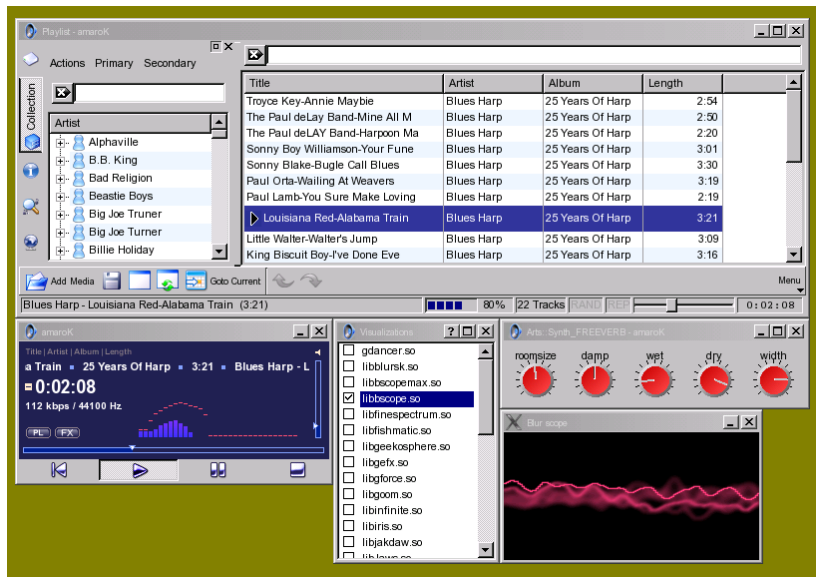 Playlist - amaroK
Actions Primary Secondary
Collection
Artist
Alphaville
B.B. King
Bad Religion
Beastie Boys
Big Joe Truner
Big Joe Turner
Billie Holiday
Title Artist Album Length
Troyce Key-Annie Maybie Blues Harp 25 Years Of Harp 2:54
The Paul deLay Band-Mine All M Blues Harp 25 Years Of Harp 2:50
The Paul deLAY Band-Harpoon Ma Blues Harp 25 Years Of Harp 2:20
Sonny Boy Williamson-Your Fune Blues Harp 25 Years Of Harp 3:01
Sonny Blake-Bugle Call Blues Blues Harp 25 Years Of Harp 3:30
Paul Orta-Wailing At Weavers Blues Harp 25 Years Of Harp 3:19
Paul Lamb-You Sure Make Loving Blues Harp 25 Years Of Harp 2:19
Louisiana Red-Alabama Train Blues Harp 25 Years Of Harp 3:21
Little Walter-Walter's Jump Blues Harp 25 Years Of Harp 3:09
King Biscuit Boy-I've Done Eve Blues Harp 25 Years Of Harp 3:16
Add Media Goto Current Menu
Blues Harp - Louisiana Red-Alabama Train (3:21) 80% 22 Tracks RAND REP 0:02:08
amaroK
Title | Artist | Album | Length
a Train 25 Years Of Harp 3:21 Blues Harp - L
0:02:08
112 kbps / 44100 Hz
PL FX
Visualizations
gdancer.so
libblursk.so
libbscopemax.so
libbscope.so
libfinespectrum.so
libfishmatic.so
libgeekosphere.so
libgefx.so
libgforce.so
libgoom.so
libinfinite.so
libiris.so
libjakdaw.so
Arts::Synth_FREEVERB - amaroK
roomsize damp wet dry width
Blur scope